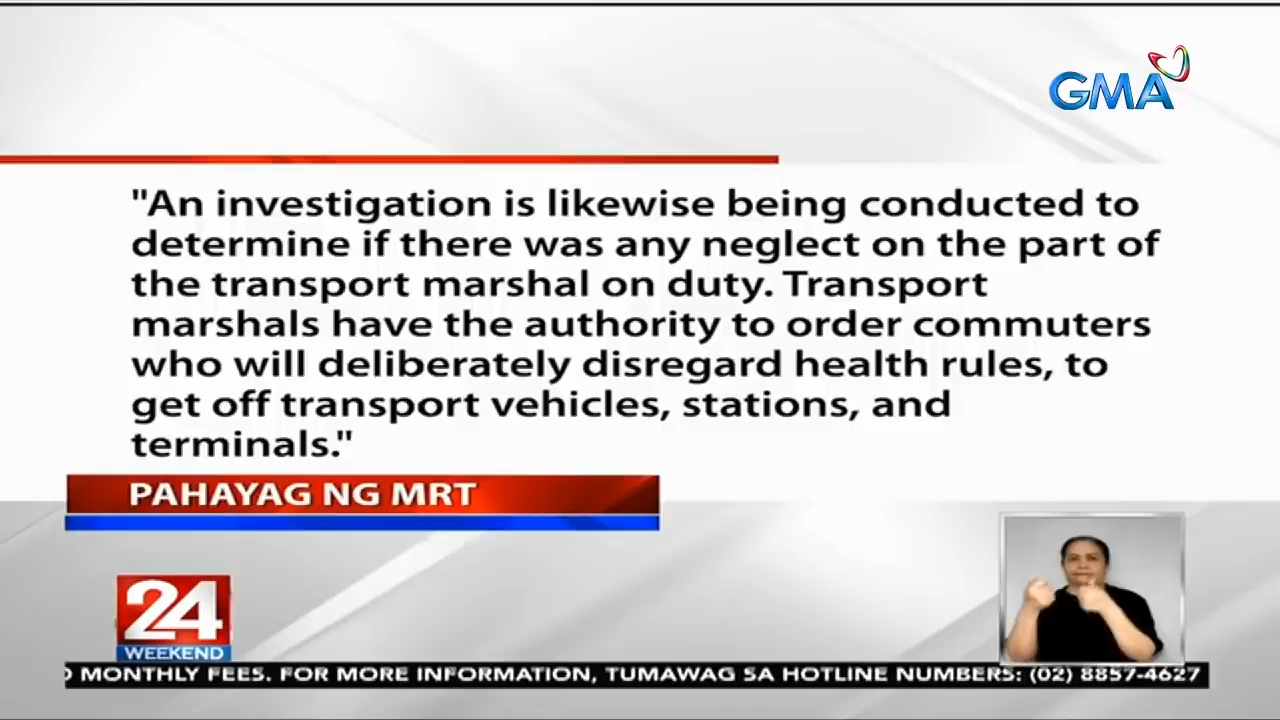 GMA
"An investigation is likewise being conducted to
determine if there was any neglect on the part of
the transport marshal on duty. Transport
marshals have the authority to order commuters
who will deliberately disregard health rules, to
get off transport vehicles, stations, and
terminals."
PAHAYAG NG MRT
24
WEEKEND
MONTHLY FEES. FOR MORE INFORMATION, TUMAWAG SA HOTLINE NUMBERS: (02) 8857-4627